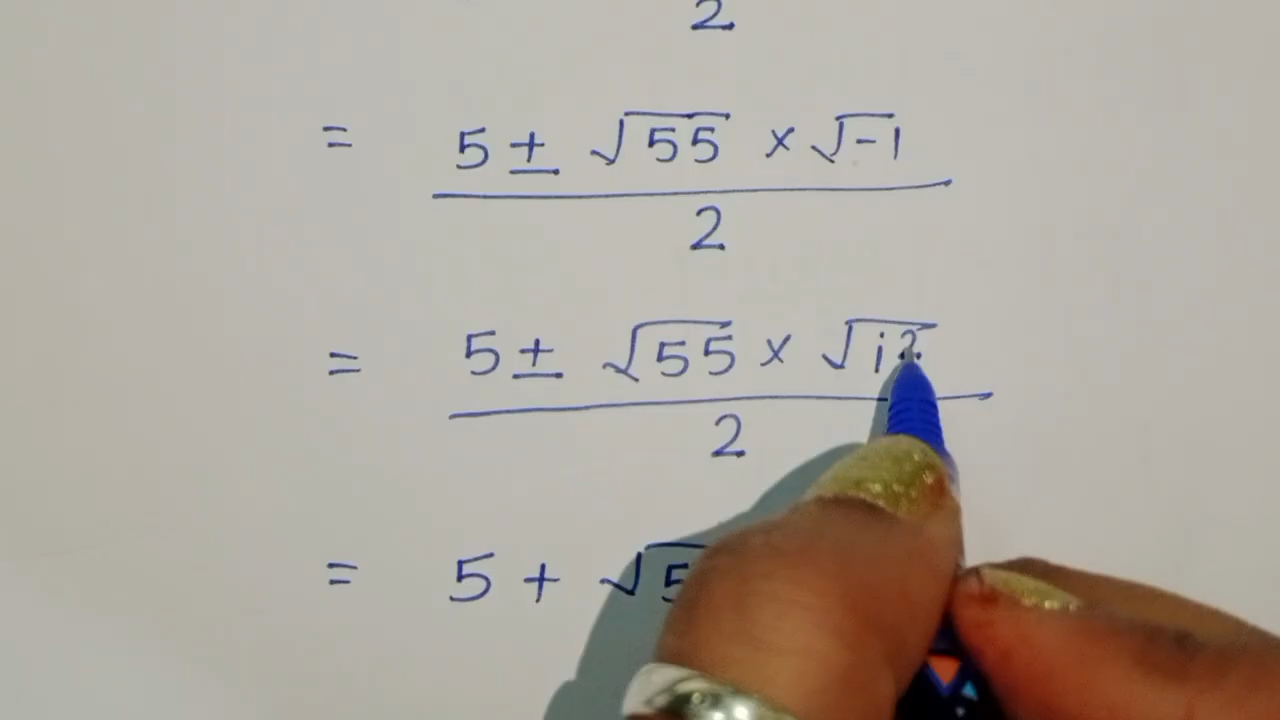 2
= 5 ± √55 × √-1
2
= 5 ± √55 × √i²
2
= 5 + √5